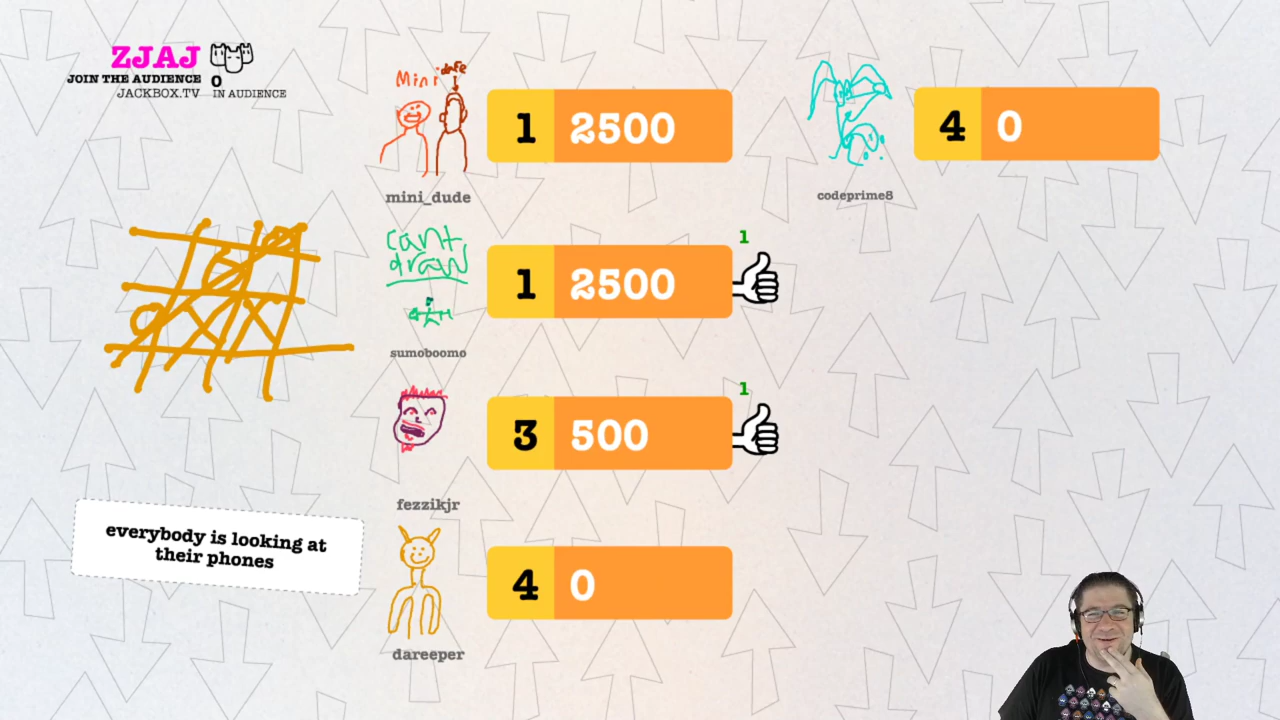 ZJAJ
JOIN THE AUDIENCE
JACKBOX.TV
0
IN AUDIENCE
Mini dude
1 2500
mini_dude
4 0
codeprime8
cant
draw
1 2500
1
sumoboomo
3 500
1
fezzikjr
everybody is looking at
their phones
4 0
dareeper